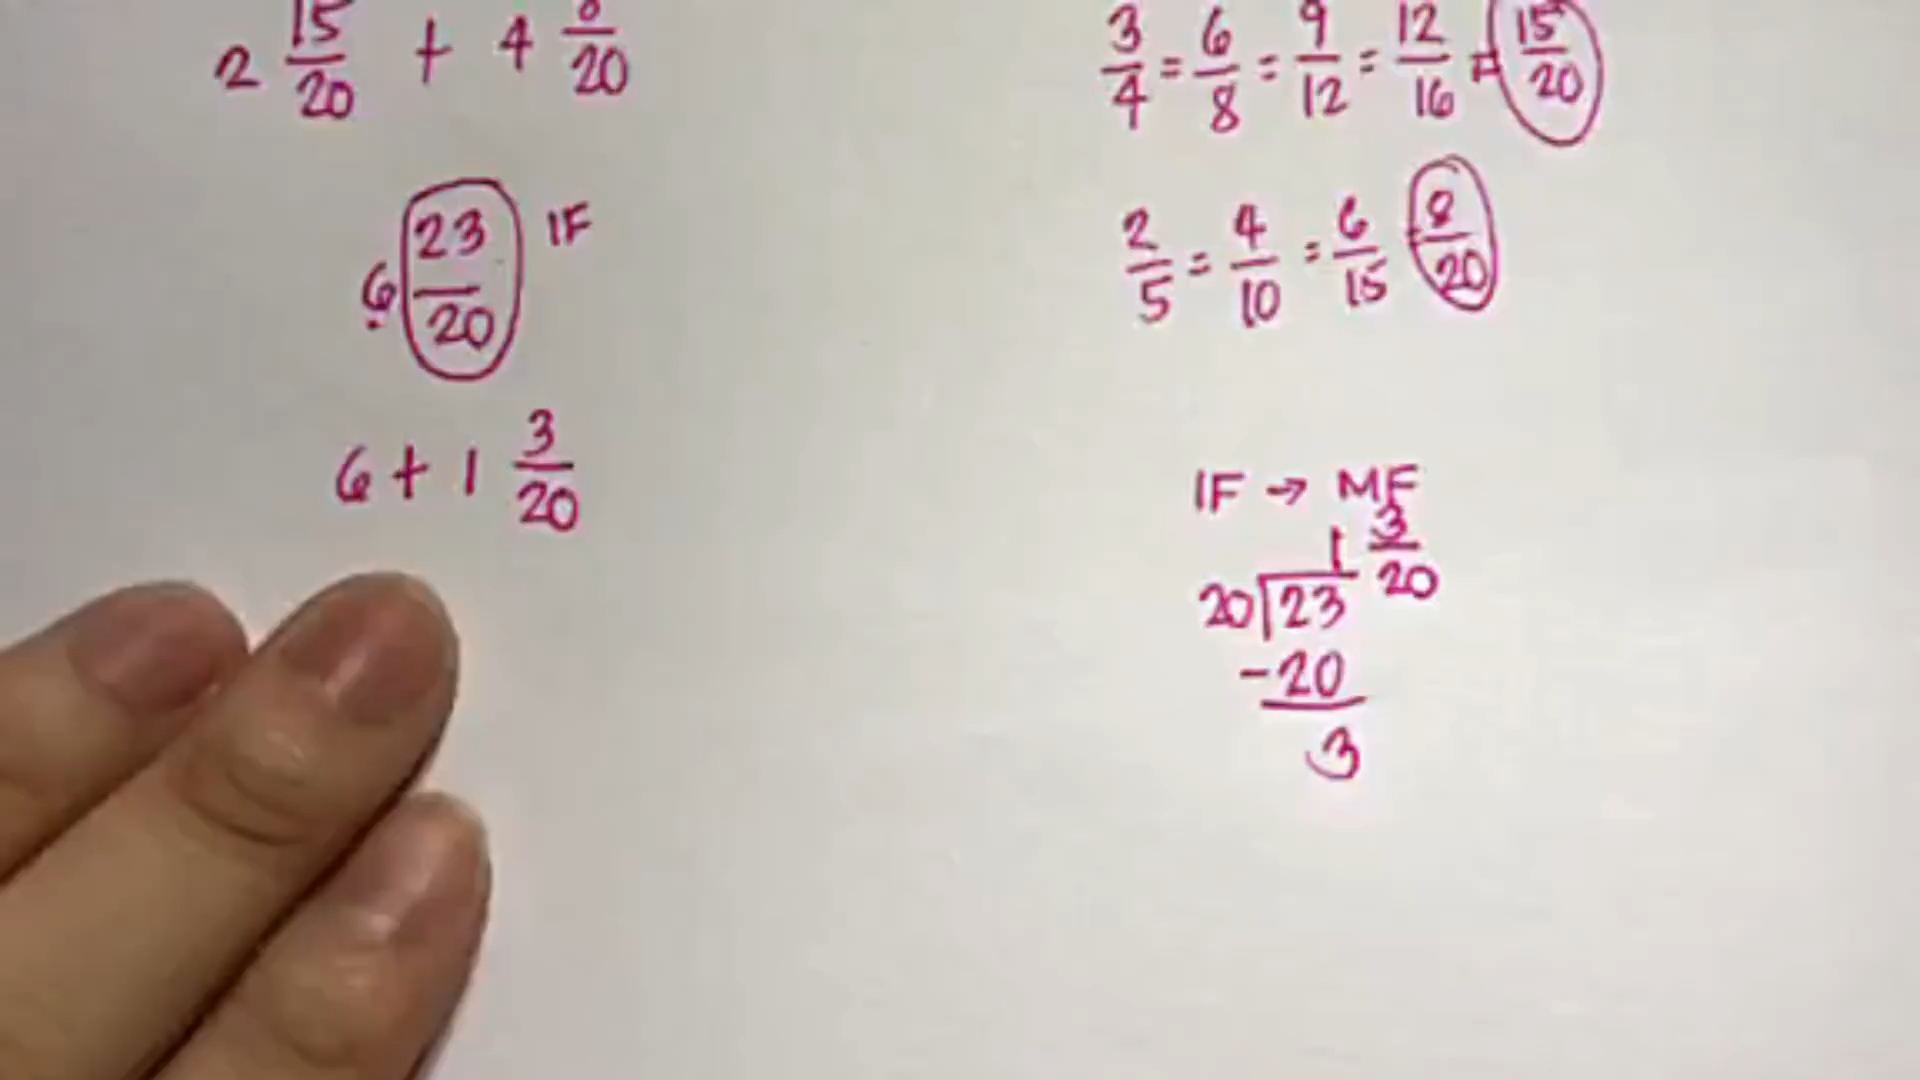 2 15/20 + 4 8/20
6 23/20 IF
6 + 1 3/20
3/4 = 6/8 = 9/12 = 12/16 = 15/20
2/5 = 4/10 = 6/15 8/20
IF → MF
1 3/20
20 23
-20
3